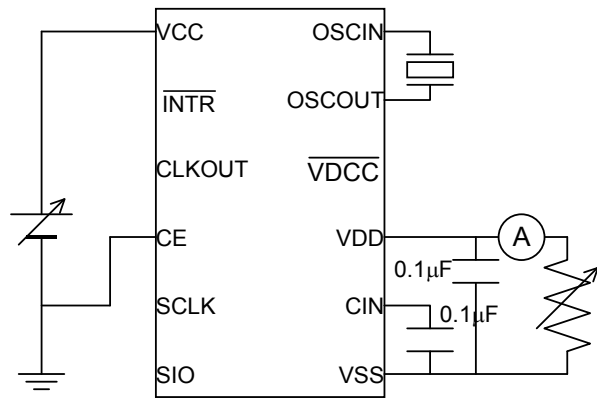 VCC OSCIN
INTR OSCOUT
CLKOUT VDCC
CE VDD A
0.1μF
SCLK CIN 0.1μF
SIO VSS